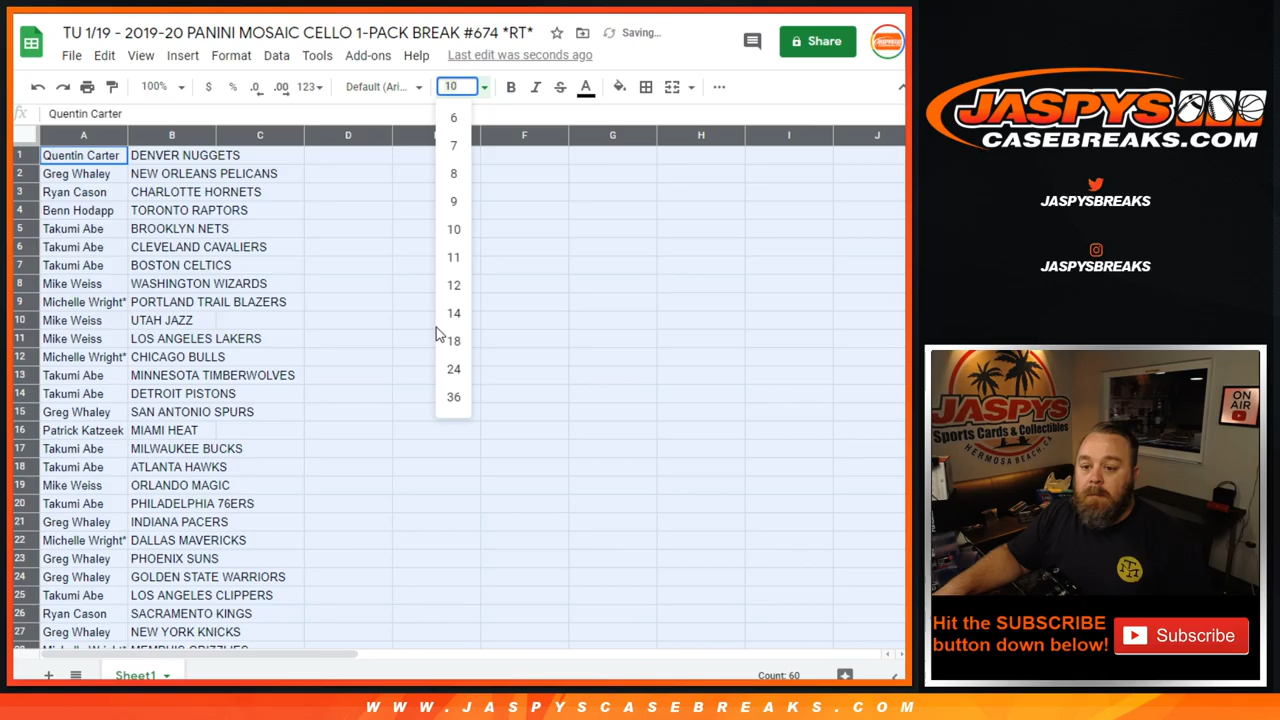 TU 1/19 - 2019-20 PANINI MOSAIC CELLO 1-PACK BREAK #674 *RT*
Saving...
Share
File Edit View Insert Format Data Tools Add-ons Help Last edit was seconds ago
100% $ % .0 .00 123 Default (Ari... 10 B I S A
fx Quentin Carter
A B C D F G H I J
1 Quentin Carter DENVER NUGGETS
2 Greg Whaley NEW ORLEANS PELICANS
3 Ryan Cason CHARLOTTE HORNETS
4 Benn Hodapp TORONTO RAPTORS
5 Takumi Abe BROOKLYN NETS
6 Takumi Abe CLEVELAND CAVALIERS
7 Takumi Abe BOSTON CELTICS
8 Mike Weiss WASHINGTON WIZARDS
9 Michelle Wright* PORTLAND TRAIL BLAZERS
10 Mike Weiss UTAH JAZZ
11 Mike Weiss LOS ANGELES LAKERS
12 Michelle Wright* CHICAGO BULLS
13 Takumi Abe MINNESOTA TIMBERWOLVES
14 Takumi Abe DETROIT PISTONS
15 Greg Whaley SAN ANTONIO SPURS
16 Patrick Katzeek MIAMI HEAT
17 Takumi Abe MILWAUKEE BUCKS
18 Takumi Abe ATLANTA HAWKS
19 Mike Weiss ORLANDO MAGIC
20 Takumi Abe PHILADELPHIA 76ERS
21 Greg Whaley INDIANA PACERS
22 Michelle Wright* DALLAS MAVERICKS
23 Greg Whaley PHOENIX SUNS
24 Greg Whaley GOLDEN STATE WARRIORS
25 Takumi Abe LOS ANGELES CLIPPERS
26 Ryan Cason SACRAMENTO KINGS
27 Greg Whaley NEW YORK KNICKS
28 Michelle Wright* MEMPHIS GRIZZLIES
6
7
8
9
10
11
12
14
18
24
36
Sheet1
Count: 60
JASPYS
CASEBREAKS.COM
JASPYSBREAKS
JASPYSBREAKS
JASPYS
Sports Cards & Collectibles
HERMOSA BEACH, CA
ON AIR
Hit the SUBSCRIBE
button down below!
Subscribe
WWW.JASPYSCASEBREAKS.COM